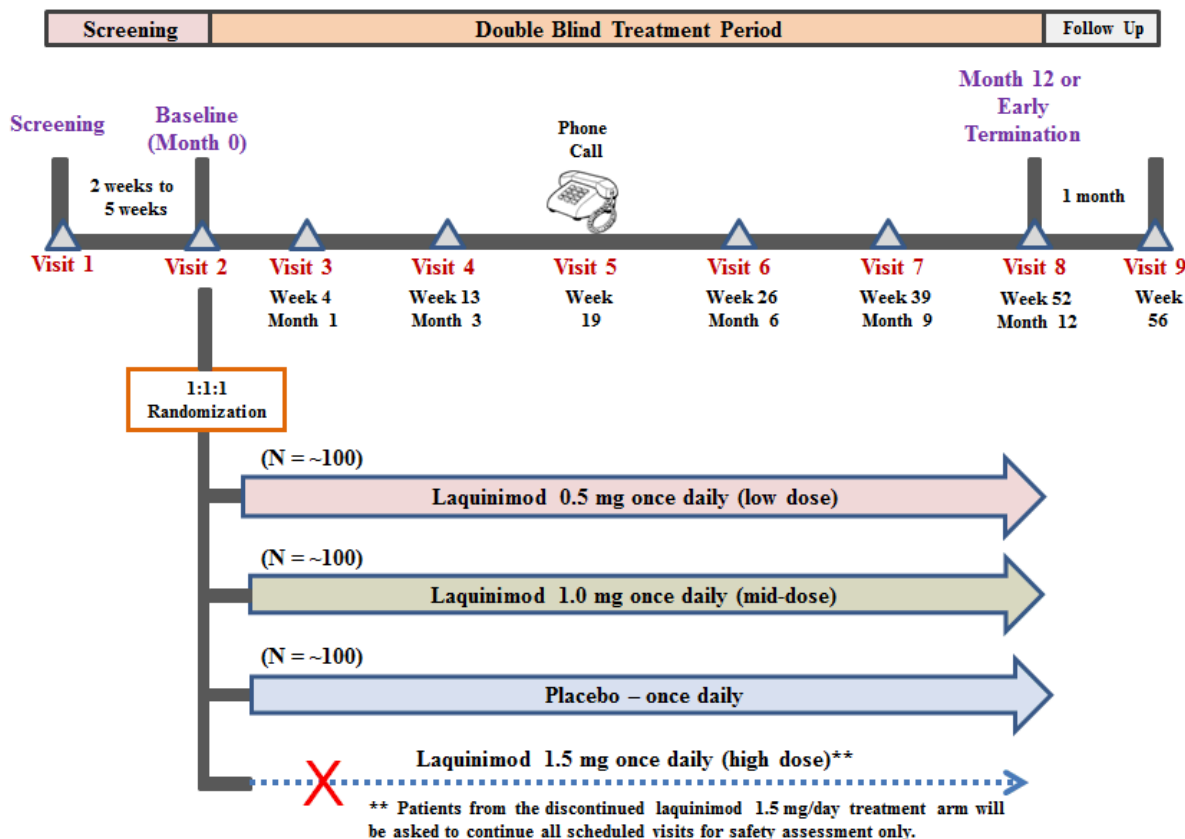 Screening
Double Blind Treatment Period
Follow Up
Screening
Baseline
(Month 0)
Phone
Call
Month 12 or
Early
Termination
2 weeks to
5 weeks
1 month
Visit 1
Visit 2
Visit 3
Visit 4
Visit 5
Visit 6
Visit 7
Visit 8
Visit 9
Week 4
Month 1
Week 13
Month 3
Week
19
Week 26
Month 6
Week 39
Month 9
Week 52
Month 12
Week
56
1:1:1
Randomization
(N = ~100)
Laquinimod 0.5 mg once daily (low dose)
(N = ~100)
Laquinimod 1.0 mg once daily (mid-dose)
(N = ~100)
Placebo – once daily
Laquinimod 1.5 mg once daily (high dose)**
** Patients from the discontinued laquinimod 1.5 mg/day treatment arm will
be asked to continue all scheduled visits for safety assessment only.